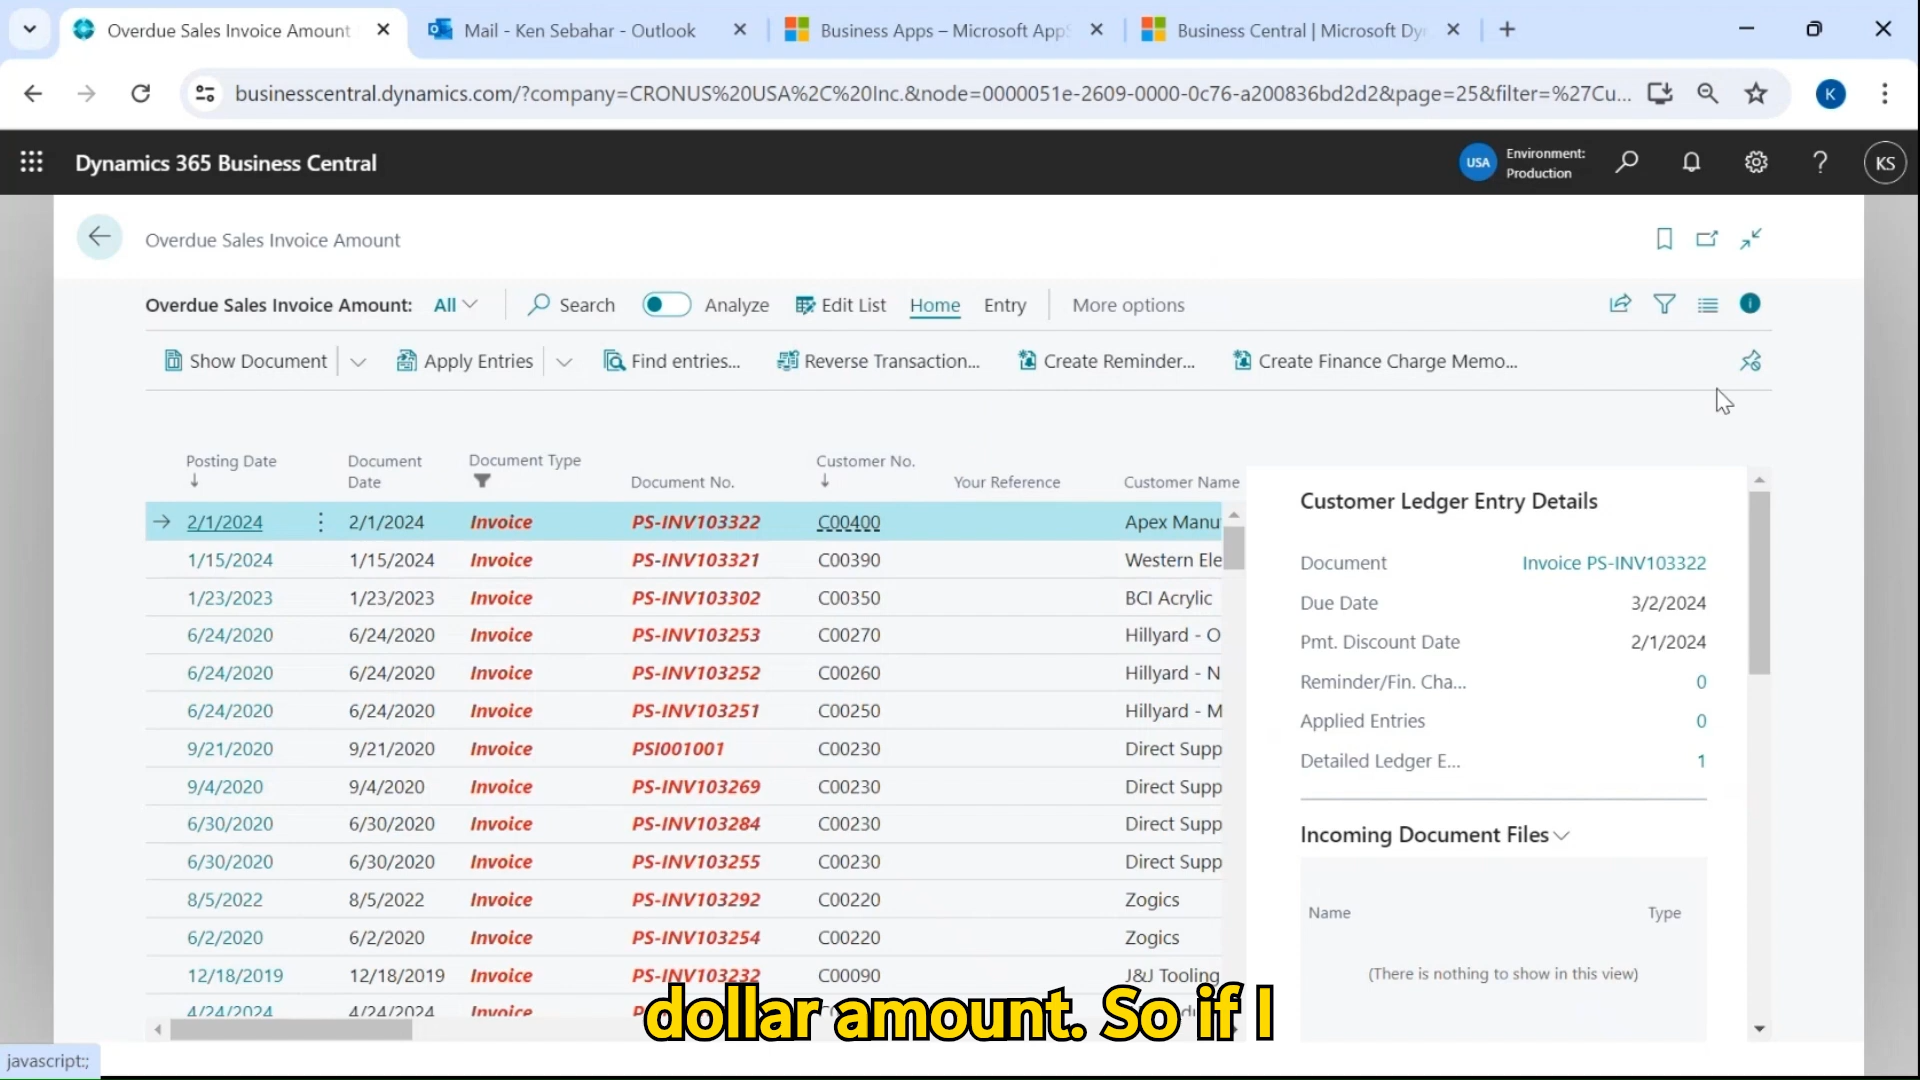 Overdue Sales Invoice Amount
Mail - Ken Sebahar - Outlook
Business Apps – Microsoft App
Business Central | Microsoft Dy
businesscentral.dynamics.com/?company=CRONUS%20USA%2C%20Inc.&node=0000051e-2609-0000-0c76-a200836bd2d2&page=25&filter=%27Cu...
K
Dynamics 365 Business Central
USA
Environment:
Production
KS
Overdue Sales Invoice Amount
Overdue Sales Invoice Amount: All
Search
Analyze
Edit List
Home
Entry
More options
Show Document
Apply Entries
Find entries...
Reverse Transaction...
Create Reminder...
Create Finance Charge Memo...
Posting Date
Document Date
Document Type
Document No.
Customer No.
Your Reference
Customer Name
2/1/2024 2/1/2024 Invoice PS-INV103322 C00400 Apex Manu
1/15/2024 1/15/2024 Invoice PS-INV103321 C00390 Western Ele
1/23/2023 1/23/2023 Invoice PS-INV103302 C00350 BCI Acrylic
6/24/2020 6/24/2020 Invoice PS-INV103253 C00270 Hillyard - O
6/24/2020 6/24/2020 Invoice PS-INV103252 C00260 Hillyard - N
6/24/2020 6/24/2020 Invoice PS-INV103251 C00250 Hillyard - M
9/21/2020 9/21/2020 Invoice PSI001001 C00230 Direct Supp
9/4/2020 9/4/2020 Invoice PS-INV103269 C00230 Direct Supp
6/30/2020 6/30/2020 Invoice PS-INV103284 C00230 Direct Supp
6/30/2020 6/30/2020 Invoice PS-INV103255 C00230 Direct Supp
8/5/2022 8/5/2022 Invoice PS-INV103292 C00220 Zogics
6/2/2020 6/2/2020 Invoice PS-INV103254 C00220 Zogics
12/18/2019 12/18/2019 Invoice PS-INV103232 C00090 J&J Tooling
4/24/2024 4/24/2024 Invoice
Customer Ledger Entry Details
Document Invoice PS-INV103322
Due Date 3/2/2024
Pmt. Discount Date 2/1/2024
Reminder/Fin. Cha... 0
Applied Entries 0
Detailed Ledger E... 1
Incoming Document Files
Name Type
(There is nothing to show in this view)
dollar amount. So if I
javascript:;